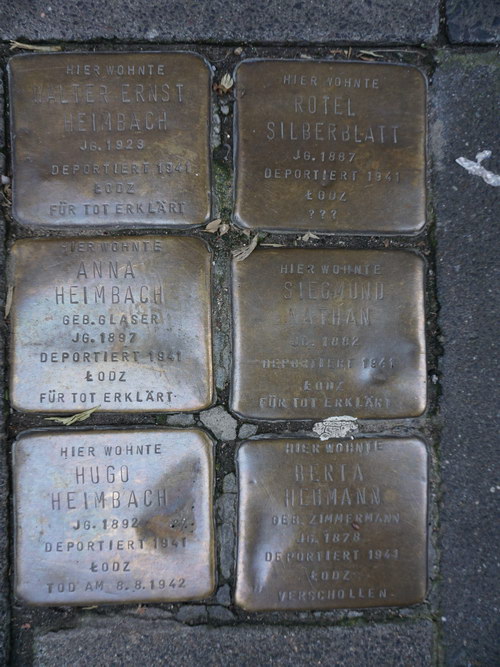 HIER WOHNTE
WALTER ERNST
HEIMBACH
JG. 1923
DEPORTIERT 1941
ŁODZ
FÜR TOT ERKLÄRT
HIER WOHNTE
ROTEL
SILBERBLATT
JG. 1887
DEPORTIERT 1941
ŁODZ
???
HIER WOHNTE
ANNA
HEIMBACH
GEB. GLASER
JG. 1897
DEPORTIERT 1941
ŁODZ
FÜR TOT ERKLÄRT
HIER WOHNTE
SIEGMUND
NATHAN
JG. 1882
DEPORTIERT 1941
ŁODZ
FÜR TOT ERKLÄRT
HIER WOHNTE
HUGO
HEIMBACH
JG. 1892
DEPORTIERT 1941
ŁODZ
TOD AM 8.8.1942
HIER WOHNTE
BERTA
HEUMANN
GEB. ZIMMERMANN
JG. 1878
DEPORTIERT 1941
ŁODZ
VERSCHOLLEN